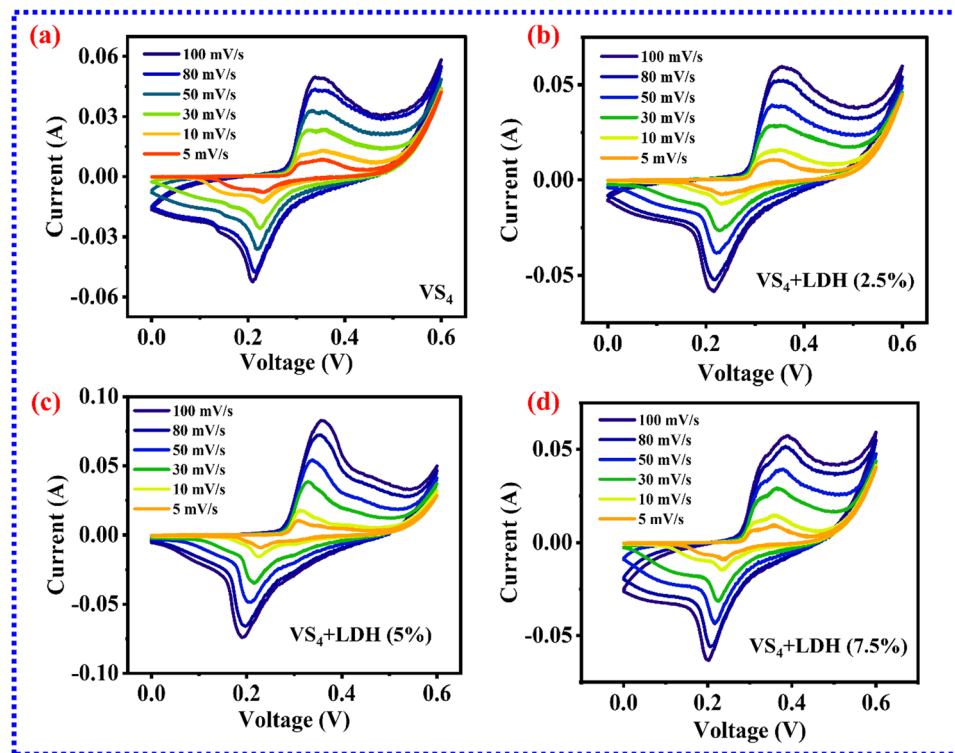 (a)
100 mV/s
80 mV/s
50 mV/s
30 mV/s
10 mV/s
5 mV/s
0.06
0.03
0.00
-0.03
-0.06
Current (A)
VS₄
0.0 0.2 0.4 0.6
Voltage (V)
(b)
100 mV/s
80 mV/s
50 mV/s
30 mV/s
10 mV/s
5 mV/s
0.05
0.00
-0.05
Current (A)
VS₄+LDH (2.5%)
0.0 0.2 0.4 0.6
Voltage (V)
(c)
100 mV/s
80 mV/s
50 mV/s
30 mV/s
10 mV/s
5 mV/s
0.10
0.05
0.00
-0.05
-0.10
Current (A)
VS₄+LDH (5%)
0.0 0.2 0.4 0.6
Voltage (V)
(d)
100 mV/s
80 mV/s
50 mV/s
30 mV/s
10 mV/s
5 mV/s
0.05
0.00
-0.05
Current (A)
VS₄+LDH (7.5%)
0.0 0.2 0.4 0.6
Voltage (V)